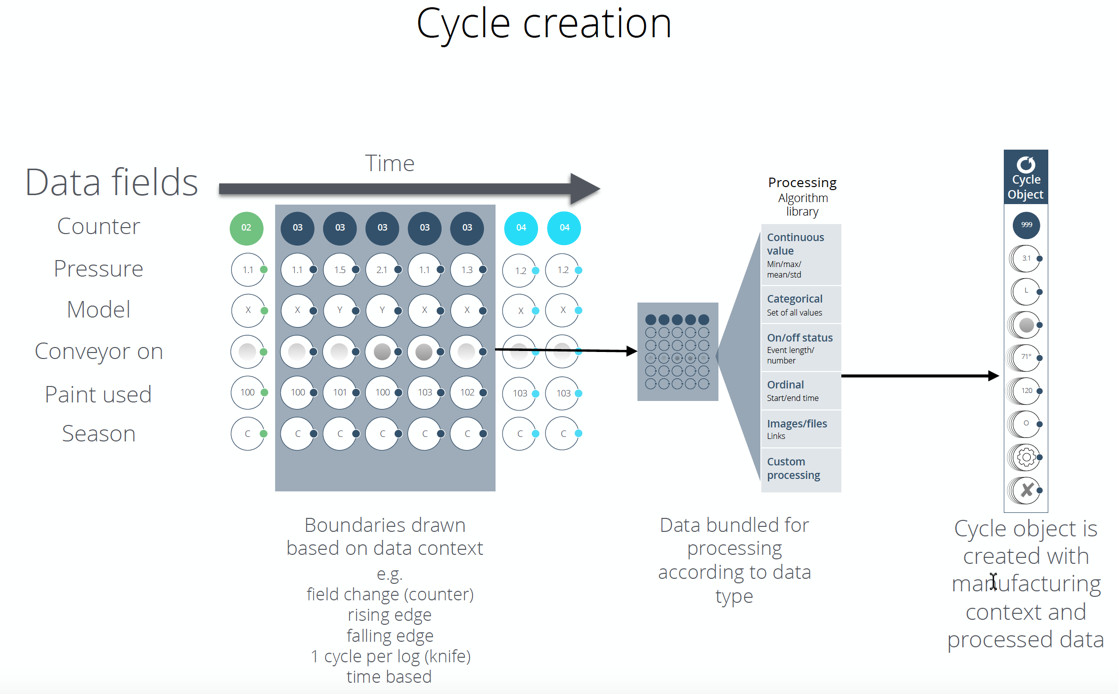 Cycle creation
Data fields
Time
Counter
02 03 03 03 03 03 04 04
Pressure
1.1 1.1 1.5 2.1 1.1 1.3 1.2 1.2
Model
X X Y Y X X X X
Conveyor on
Paint used
100 100 101 100 103 102 103 103
Season
C C C C C C C C
Boundaries drawn
based on data context
e.g.
field change (counter)
rising edge
falling edge
1 cycle per log (knife)
time based
Processing
Algorithm
library
Continuous
value
Min/max/
mean/std
Categorical
Set of all values
On/off status
Event length/
number
Ordinal
Start/end time
Images/files
Links
Custom
processing
Data bundled for
processing
according to data
type
Cycle
Object
999
3.1
L
71°
120
O
Cycle object is
created with
manufacturing
context and
processed data